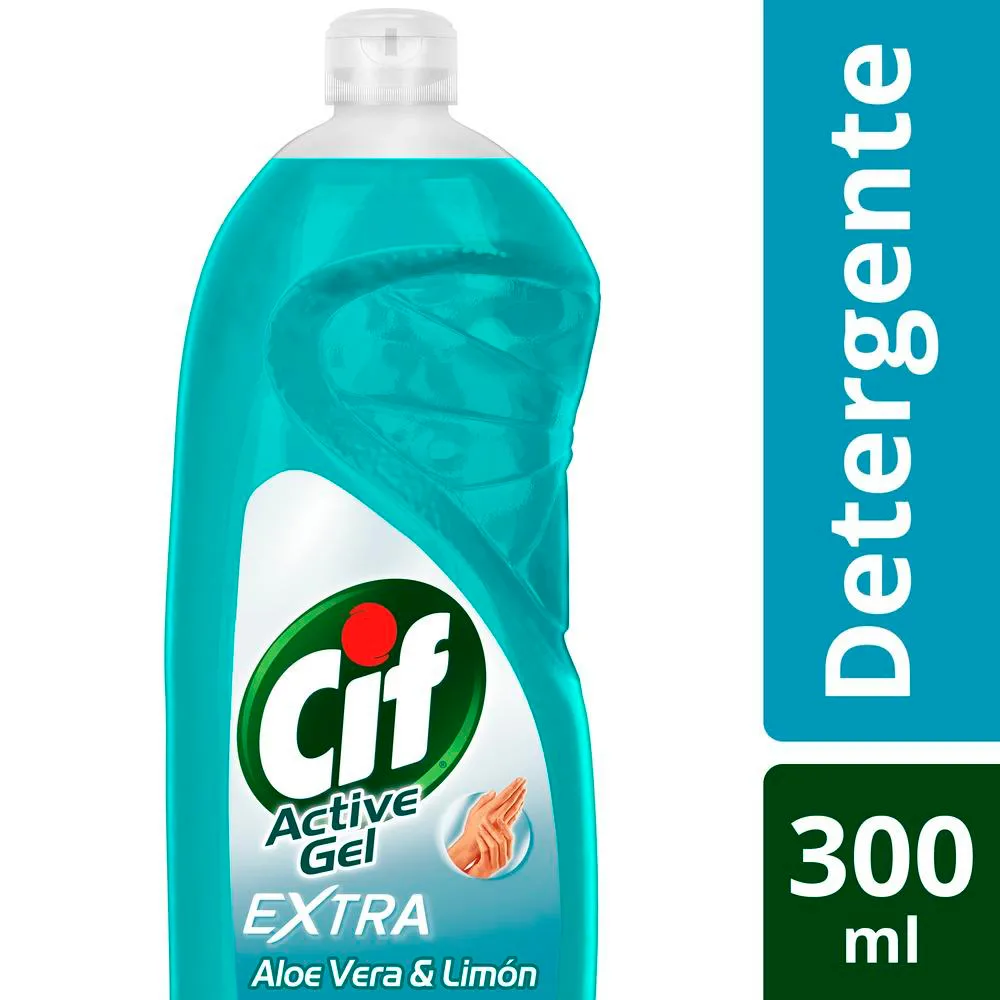 Cif
Active
Gel
EXTRA
Aloe Vera & Limón
Detergente
300
ml